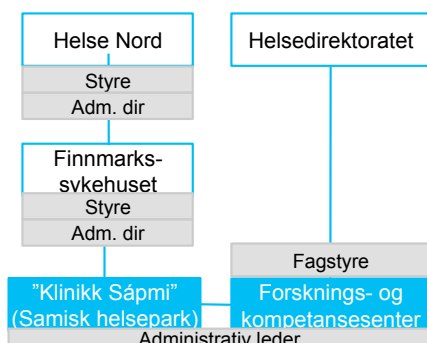 Helse Nord
Styre
Adm. dir
Finnmarks-
sykehuset
Styre
Adm. dir
"Klinikk Sápmi"
(Samisk helsepark)
Helsedirektoratet
Fagstyre
Forsknings- og
kompetansesenter
Administrativ leder